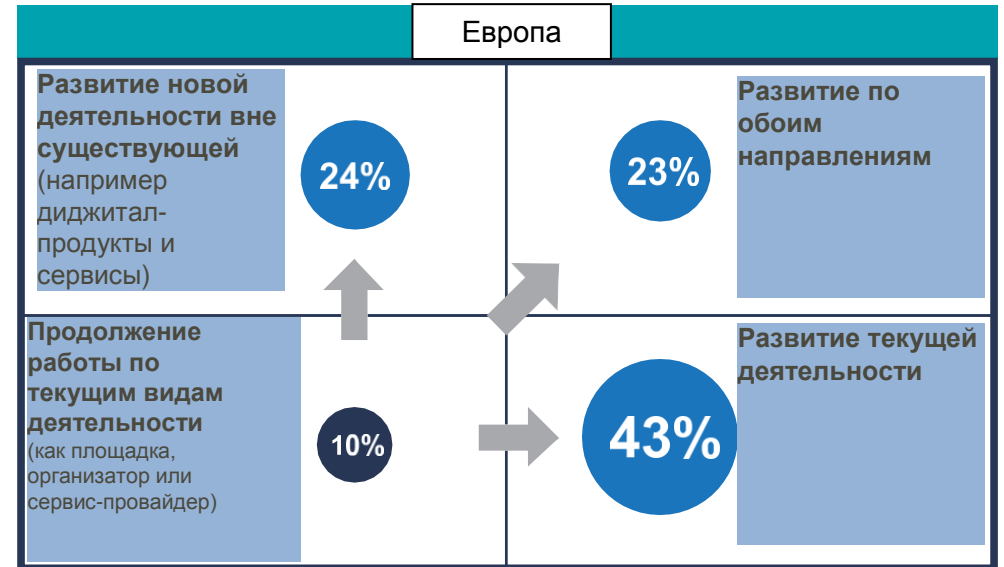 Европа
Развитие новой
деятельности вне
существующей
(например
диджитал-
продукты и
сервисы)
24%
23%
Развитие по
обоим
направлениям
Продолжение
работы по
текущим видам
деятельности
(как площадка,
организатор или
сервис-провайдер)
10%
43%
Развитие текущей
деятельности